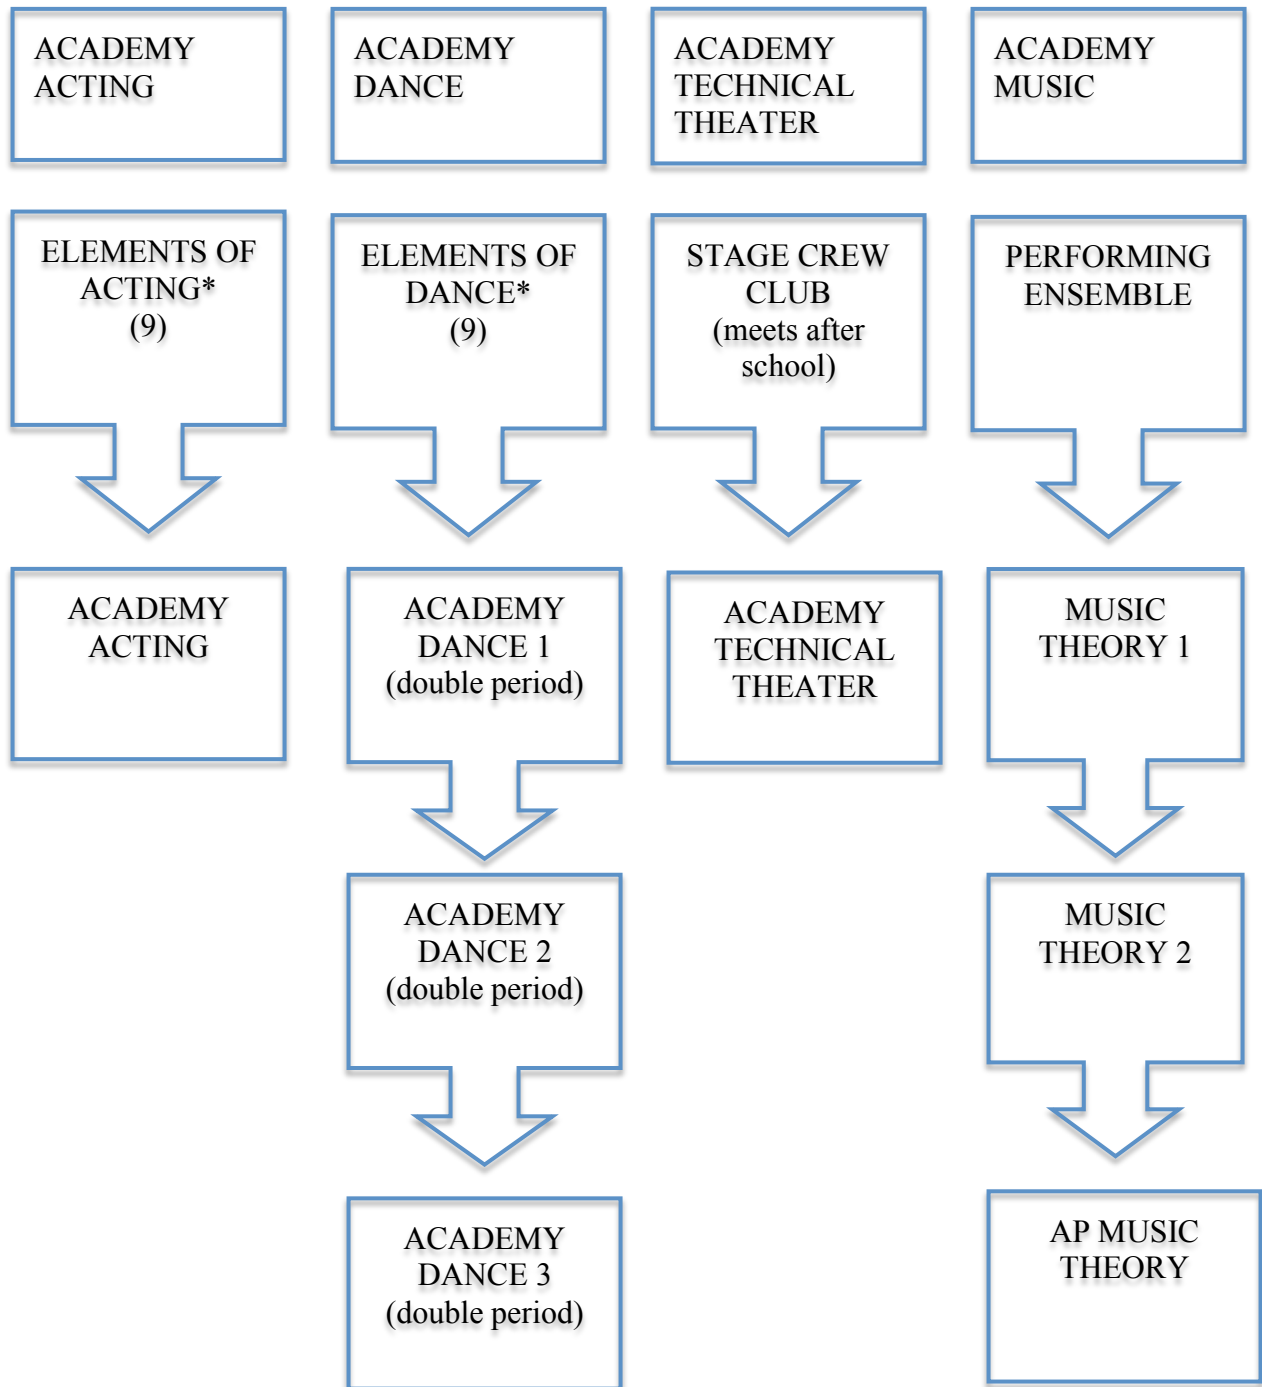 ACADEMY
ACTING
ACADEMY
DANCE
ACADEMY
TECHNICAL
THEATER
ACADEMY
MUSIC
ELEMENTS OF
ACTING*
(9)
ELEMENTS OF
DANCE*
(9)
STAGE CREW
CLUB
(meets after
school)
PERFORMING
ENSEMBLE
ACADEMY
ACTING
ACADEMY
DANCE 1
(double period)
ACADEMY
TECHNICAL
THEATER
MUSIC
THEORY 1
ACADEMY
DANCE 2
(double period)
MUSIC
THEORY 2
ACADEMY
DANCE 3
(double period)
AP MUSIC
THEORY